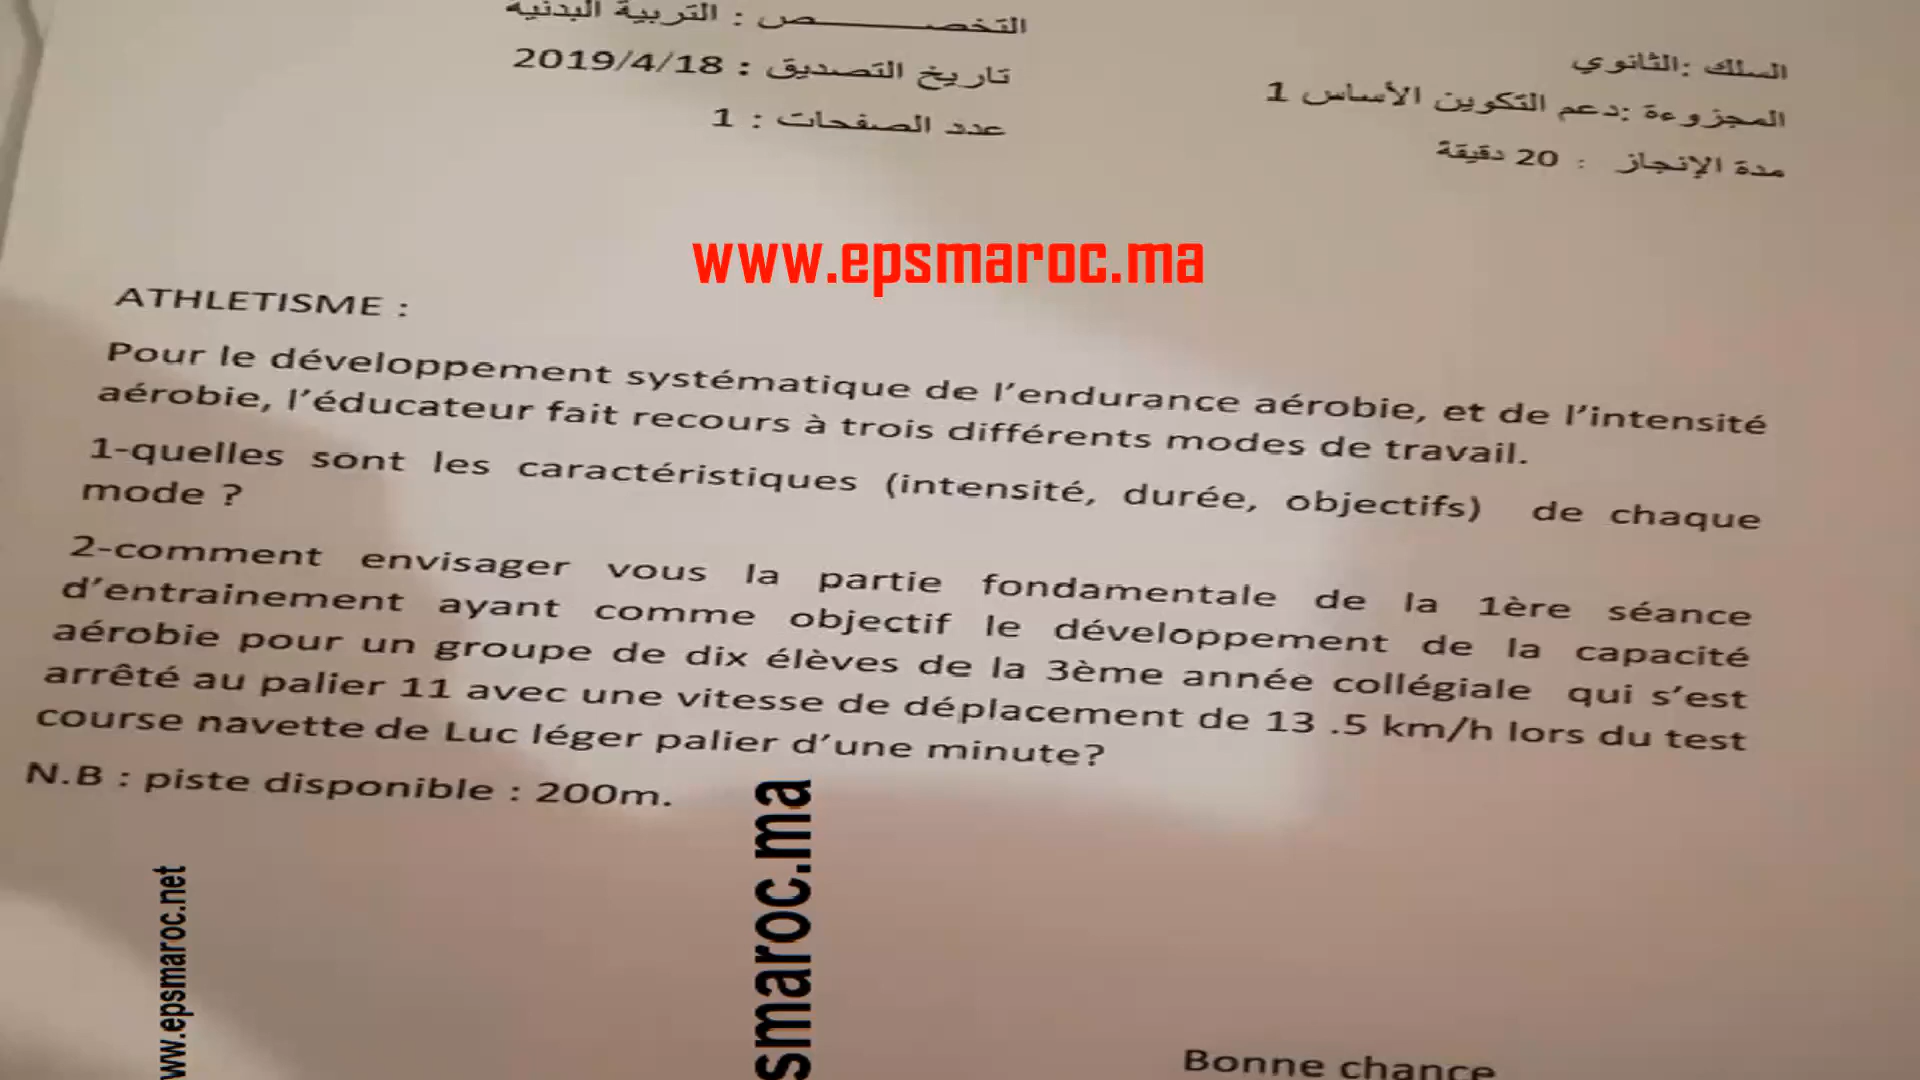 السلك :الثانوي
المجزوءة :دعم التكوين الأساس 1
مدة الإنجاز : 20 دقيقة
التخصـــــــــص : التربية البدنية
تاريخ التصديق : 2019/4/18
عدد الصفحات : 1
www.epsmaroc.ma
ATHLETISME :
Pour le développement systématique de l’endurance aérobie, et de l’intensité
aérobie, l’éducateur fait recours à trois différents modes de travail.
1-quelles sont les caractéristiques (intensité, durée, objectifs) de chaque
mode ?
2-comment envisager vous la partie fondamentale de la 1ère séance
d’entrainement ayant comme objectif le développement de la capacité
aérobie pour un groupe de dix élèves de la 3ème année collégiale qui s’est
arrêté au palier 11 avec une vitesse de déplacement de 13 .5 km/h lors du test
course navette de Luc léger palier d’une minute?
N.B : piste disponible : 200m.
ww.epsmaroc.net
smaroc.ma
Bonne chance